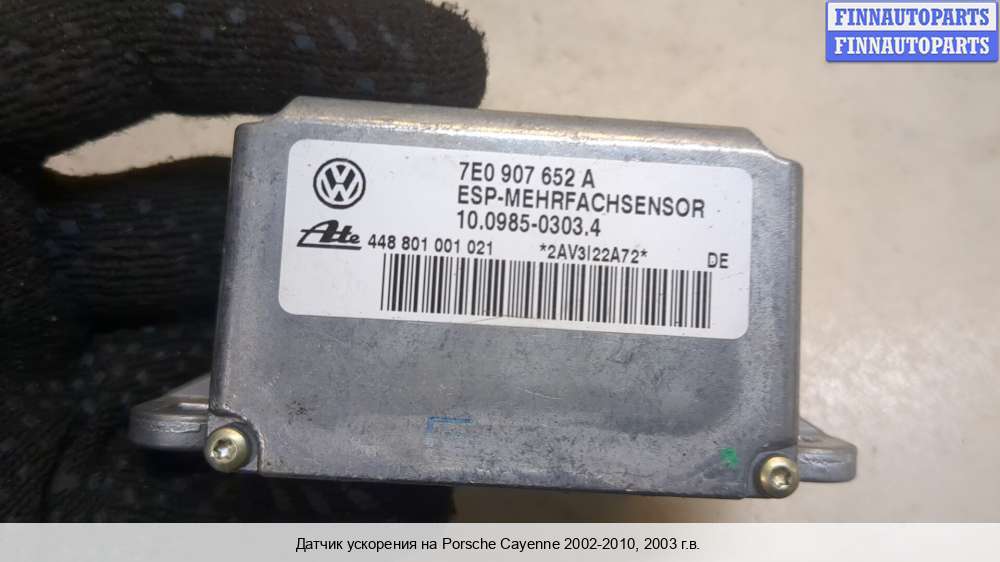 FINNAUTOPARTS
FINNAUTOPARTS
7E0 907 652 A
ESP-MEHRFACHSENSOR
10.0985-0303.4
Ate 448 801 001 021 *2AV3I22A72* DE
Датчик ускорения на Porsche Cayenne 2002-2010, 2003 г.в.